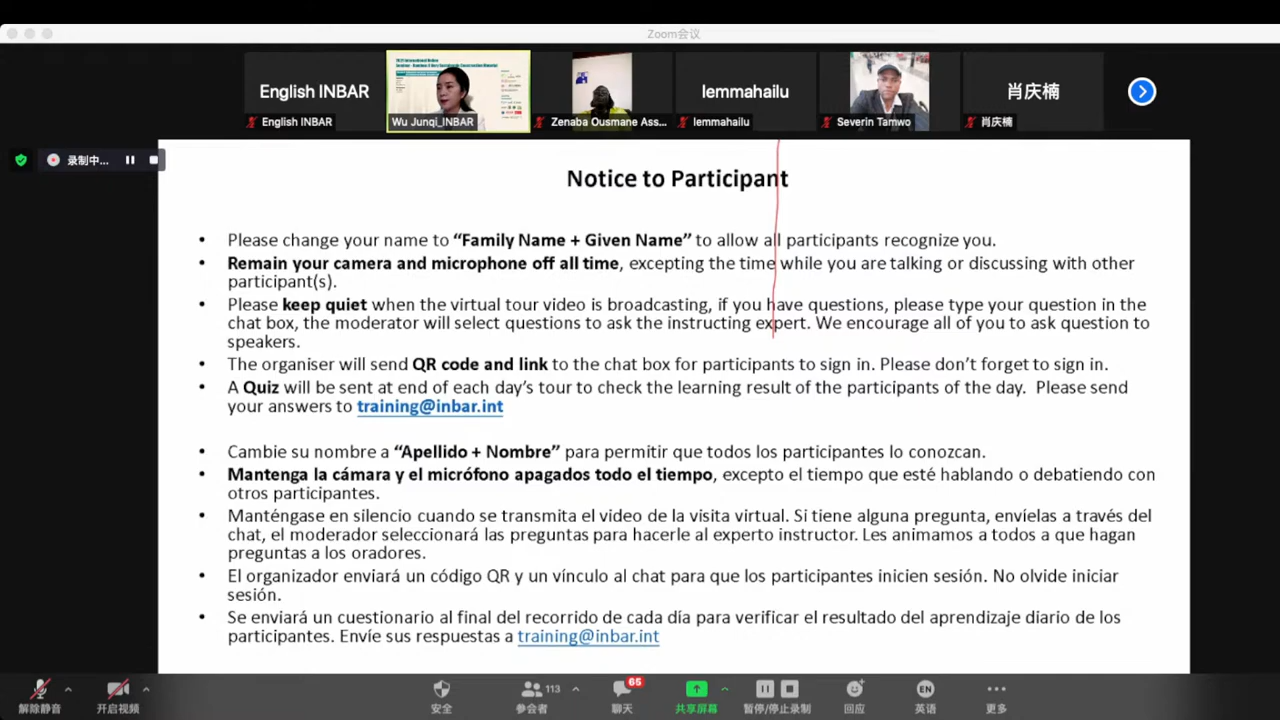 Zoom会议
English INBAR
lemmahailu
肖庆楠
English INBAR
Wu Junqi_INBAR
Zenaba Ousmane Ass...
lemmahailu
Severin Tamwo
肖庆楠
录制中...
Notice to Participant
• Please change your name to “Family Name + Given Name” to allow all participants recognize you.
• Remain your camera and microphone off all time, excepting the time while you are talking or discussing with other
participant(s).
• Please keep quiet when the virtual tour video is broadcasting, if you have questions, please type your question in the
chat box, the moderator will select questions to ask the instructing expert. We encourage all of you to ask question to
speakers.
• The organiser will send QR code and link to the chat box for participants to sign in. Please don’t forget to sign in.
• A Quiz will be sent at end of each day’s tour to check the learning result of the participants of the day. Please send
your answers to training@inbar.int
• Cambie su nombre a “Apellido + Nombre” para permitir que todos los participantes lo conozcan.
• Mantenga la cámara y el micrófono apagados todo el tiempo, excepto el tiempo que esté hablando o debatiendo con
otros participantes.
• Manténgase en silencio cuando se transmita el video de la visita virtual. Si tiene alguna pregunta, envíelas a través del
chat, el moderador seleccionará las preguntas para hacerle al experto instructor. Les animamos a todos a que hagan
preguntas a los oradores.
• El organizador enviará un código QR y un vínculo al chat para que los participantes inicien sesión. No olvide iniciar
sesión.
• Se enviará un cuestionario al final del recorrido de cada día para verificar el resultado del aprendizaje diario de los
participantes. Envíe sus respuestas a training@inbar.int
113
65
EN
解除静音
开启视频
安全
参会者
聊天
共享屏幕
暂停/停止录制
回应
英语
更多